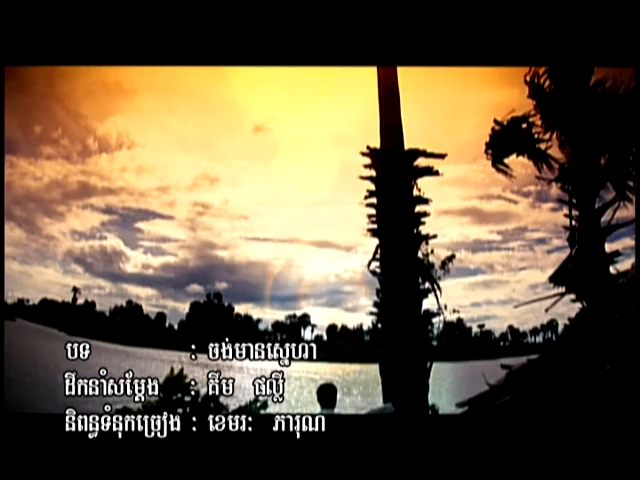 បទ : ចង់មានស្នេហា
ដឹកនាំសម្តែង : គីម ផល្លី
និពន្ធទំនុកច្រៀង : ខេមរៈ ភារុណ